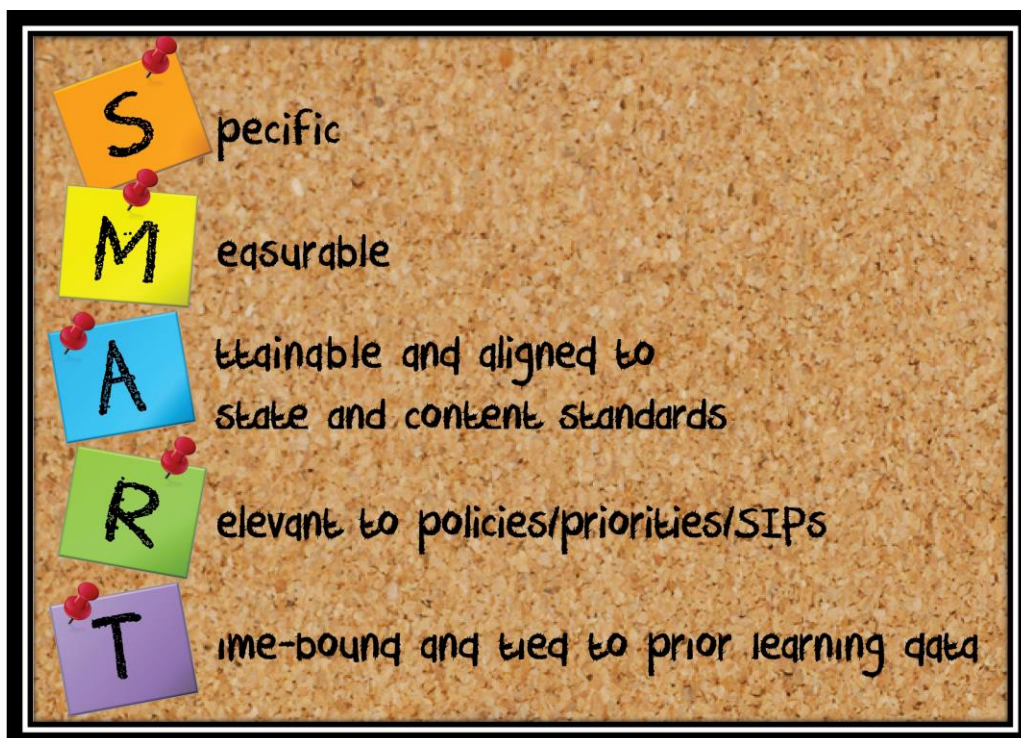 Specific
Measurable
Attainable and aligned to
state and content standards
Relevant to policies/priorities/SIPs
Time-bound and tied to prior learning data